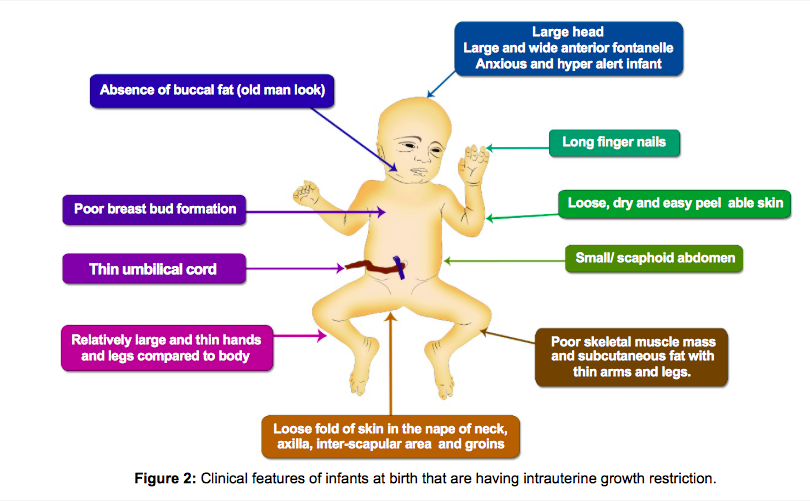 Large head
Large and wide anterior fontanelle
Anxious and hyper alert infant
Absence of buccal fat (old man look)
Long finger nails
Poor breast bud formation
Loose, dry and easy peel  able skin
Thin umbilical cord
Small/ scaphoid abdomen
Relatively large and thin hands
and legs compared to body
Poor skeletal muscle mass
and subcutaneous fat with
thin arms and legs.
Loose fold of skin in the nape of neck,
axilla, inter-scapular area  and groins
Figure 2: Clinical features of infants at birth that are having intrauterine growth restriction.